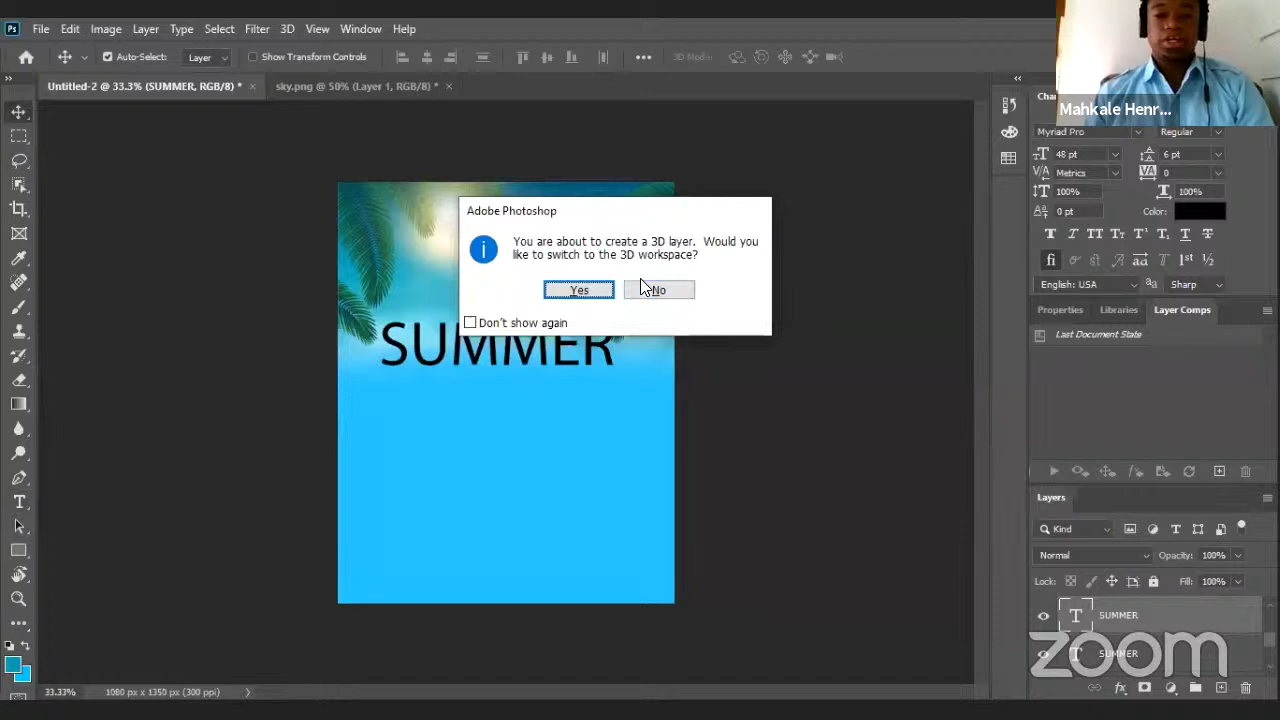 Ps File Edit Image Layer Type Select Filter 3D View Window Help
Auto-Select: Layer Show Transform Controls 3D Mode
Untitled-2 @ 33.3% (SUMMER, RGB/8) * × sky.png @ 50% (Layer 1, RGB/8) * ×
Mahkale Henr...
Myriad Pro Regular
48 pt 6 pt
Metrics 0
100% 100%
0 pt Color:
English: USA Sharp
Properties Libraries Layer Comps
Last Document State
Adobe Photoshop
You are about to create a 3D layer. Would you
like to switch to the 3D workspace?
Yes No
Don't show again
SUMMER
Layers
Kind
Normal Opacity: 100%
Lock: Fill: 100%
SUMMER
SUMMER
zoom
33.33% 1080 px x 1350 px (300 ppi)